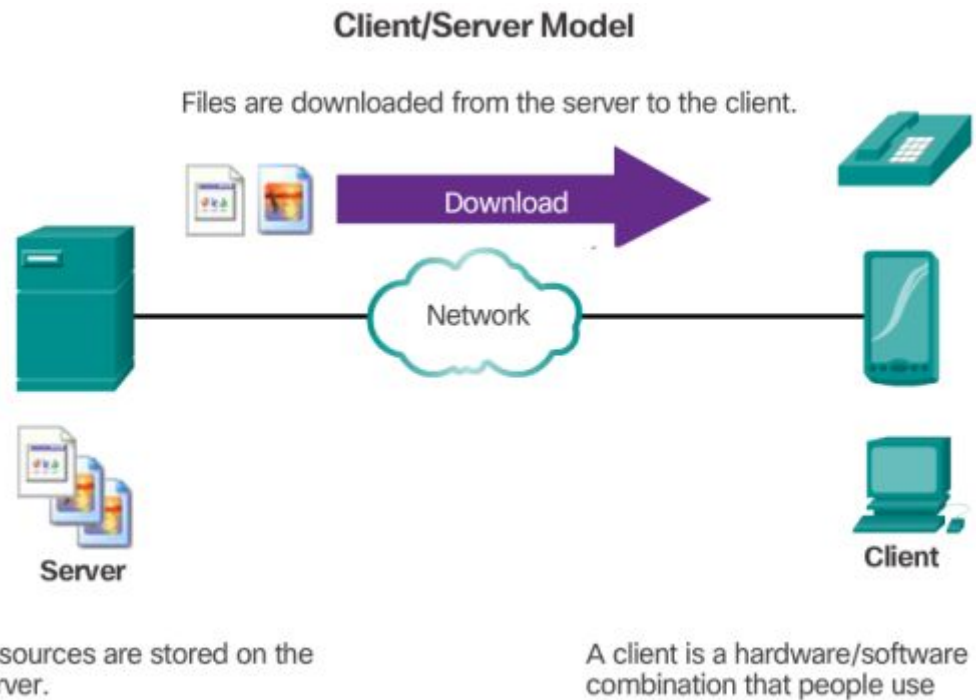 Client/Server Model
Files are downloaded from the server to the client.
Download
Network
Server
Client
sources are stored on the
rver.
A client is a hardware/software
combination that people use